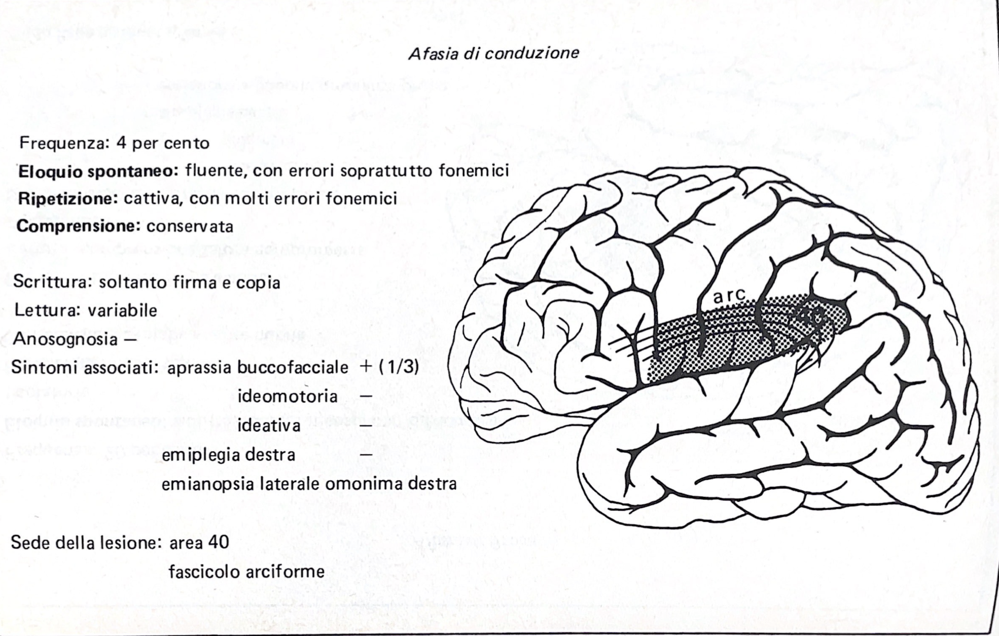 Afasia di conduzione
Frequenza: 4 per cento
Eloquio spontaneo: fluente, con errori soprattutto fonemici
Ripetizione: cattiva, con molti errori fonemici
Comprensione: conservata
Scrittura: soltanto firma e copia
Lettura: variabile
Anosognosia —
Sintomi associati: aprassia buccofacciale + (1/3)
ideomotoria —
ideativa —
emiplegia destra —
emianopsia laterale omonima destra
arc
40
Sede della lesione: area 40
fascicolo arciforme